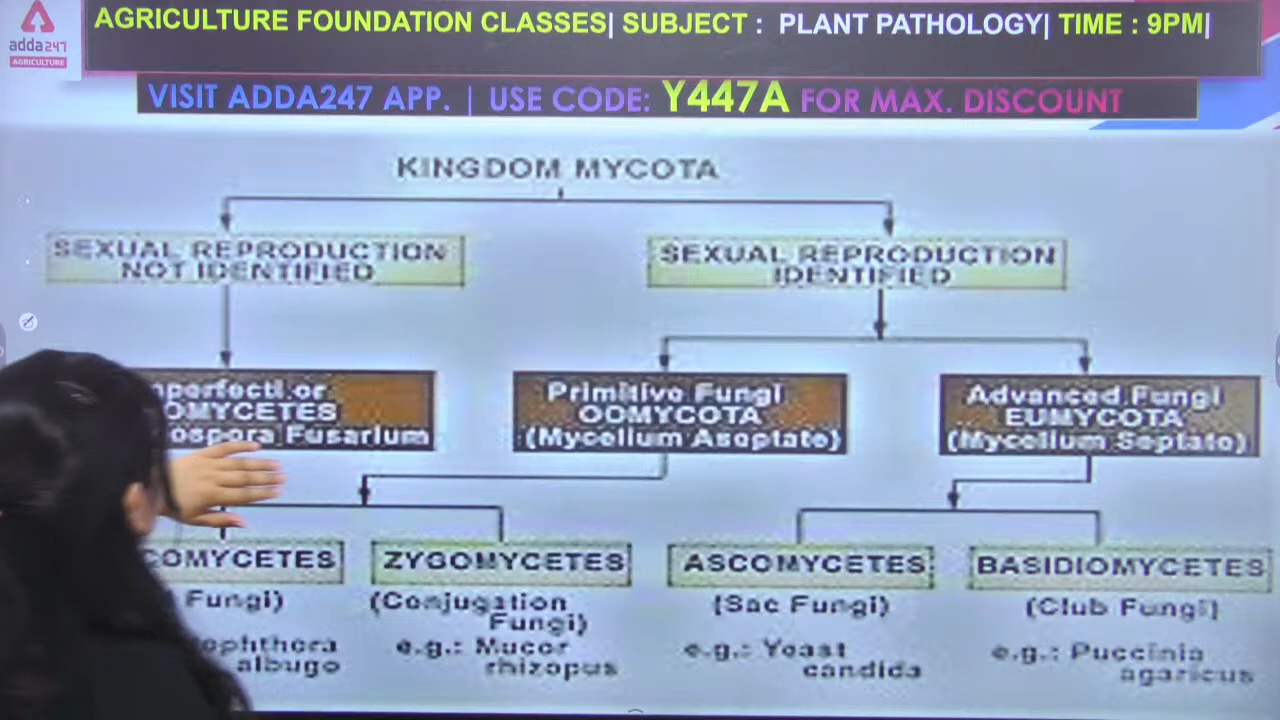 adda247
AGRICULTURE
AGRICULTURE FOUNDATION CLASSES| SUBJECT : PLANT PATHOLOGY| TIME : 9PM|
VISIT ADDA247 APP. | USE CODE: Y447A FOR MAX. DISCOUNT
KINGDOM MYCOTA
SEXUAL REPRODUCTION
NOT IDENTIFIED
SEXUAL REPRODUCTION
IDENTIFIED
Fusarium
Primitive Fungi
OOMYCOTA
(Mycelium Aseptate)
Advanced Fungi
EUMYCOTA
(Mycelium Septate)
ZYGOMYCETES
(Conjugation
Fungi)
e.g.: Mucor
rhizopus
ASCOMYCETES
(Sac Fungi)
e.g.: Yeast
candida
BASIDIOMYCETES
(Club Fungi)
e.g.: Puccinia
agaricus
Fungi)
albugo